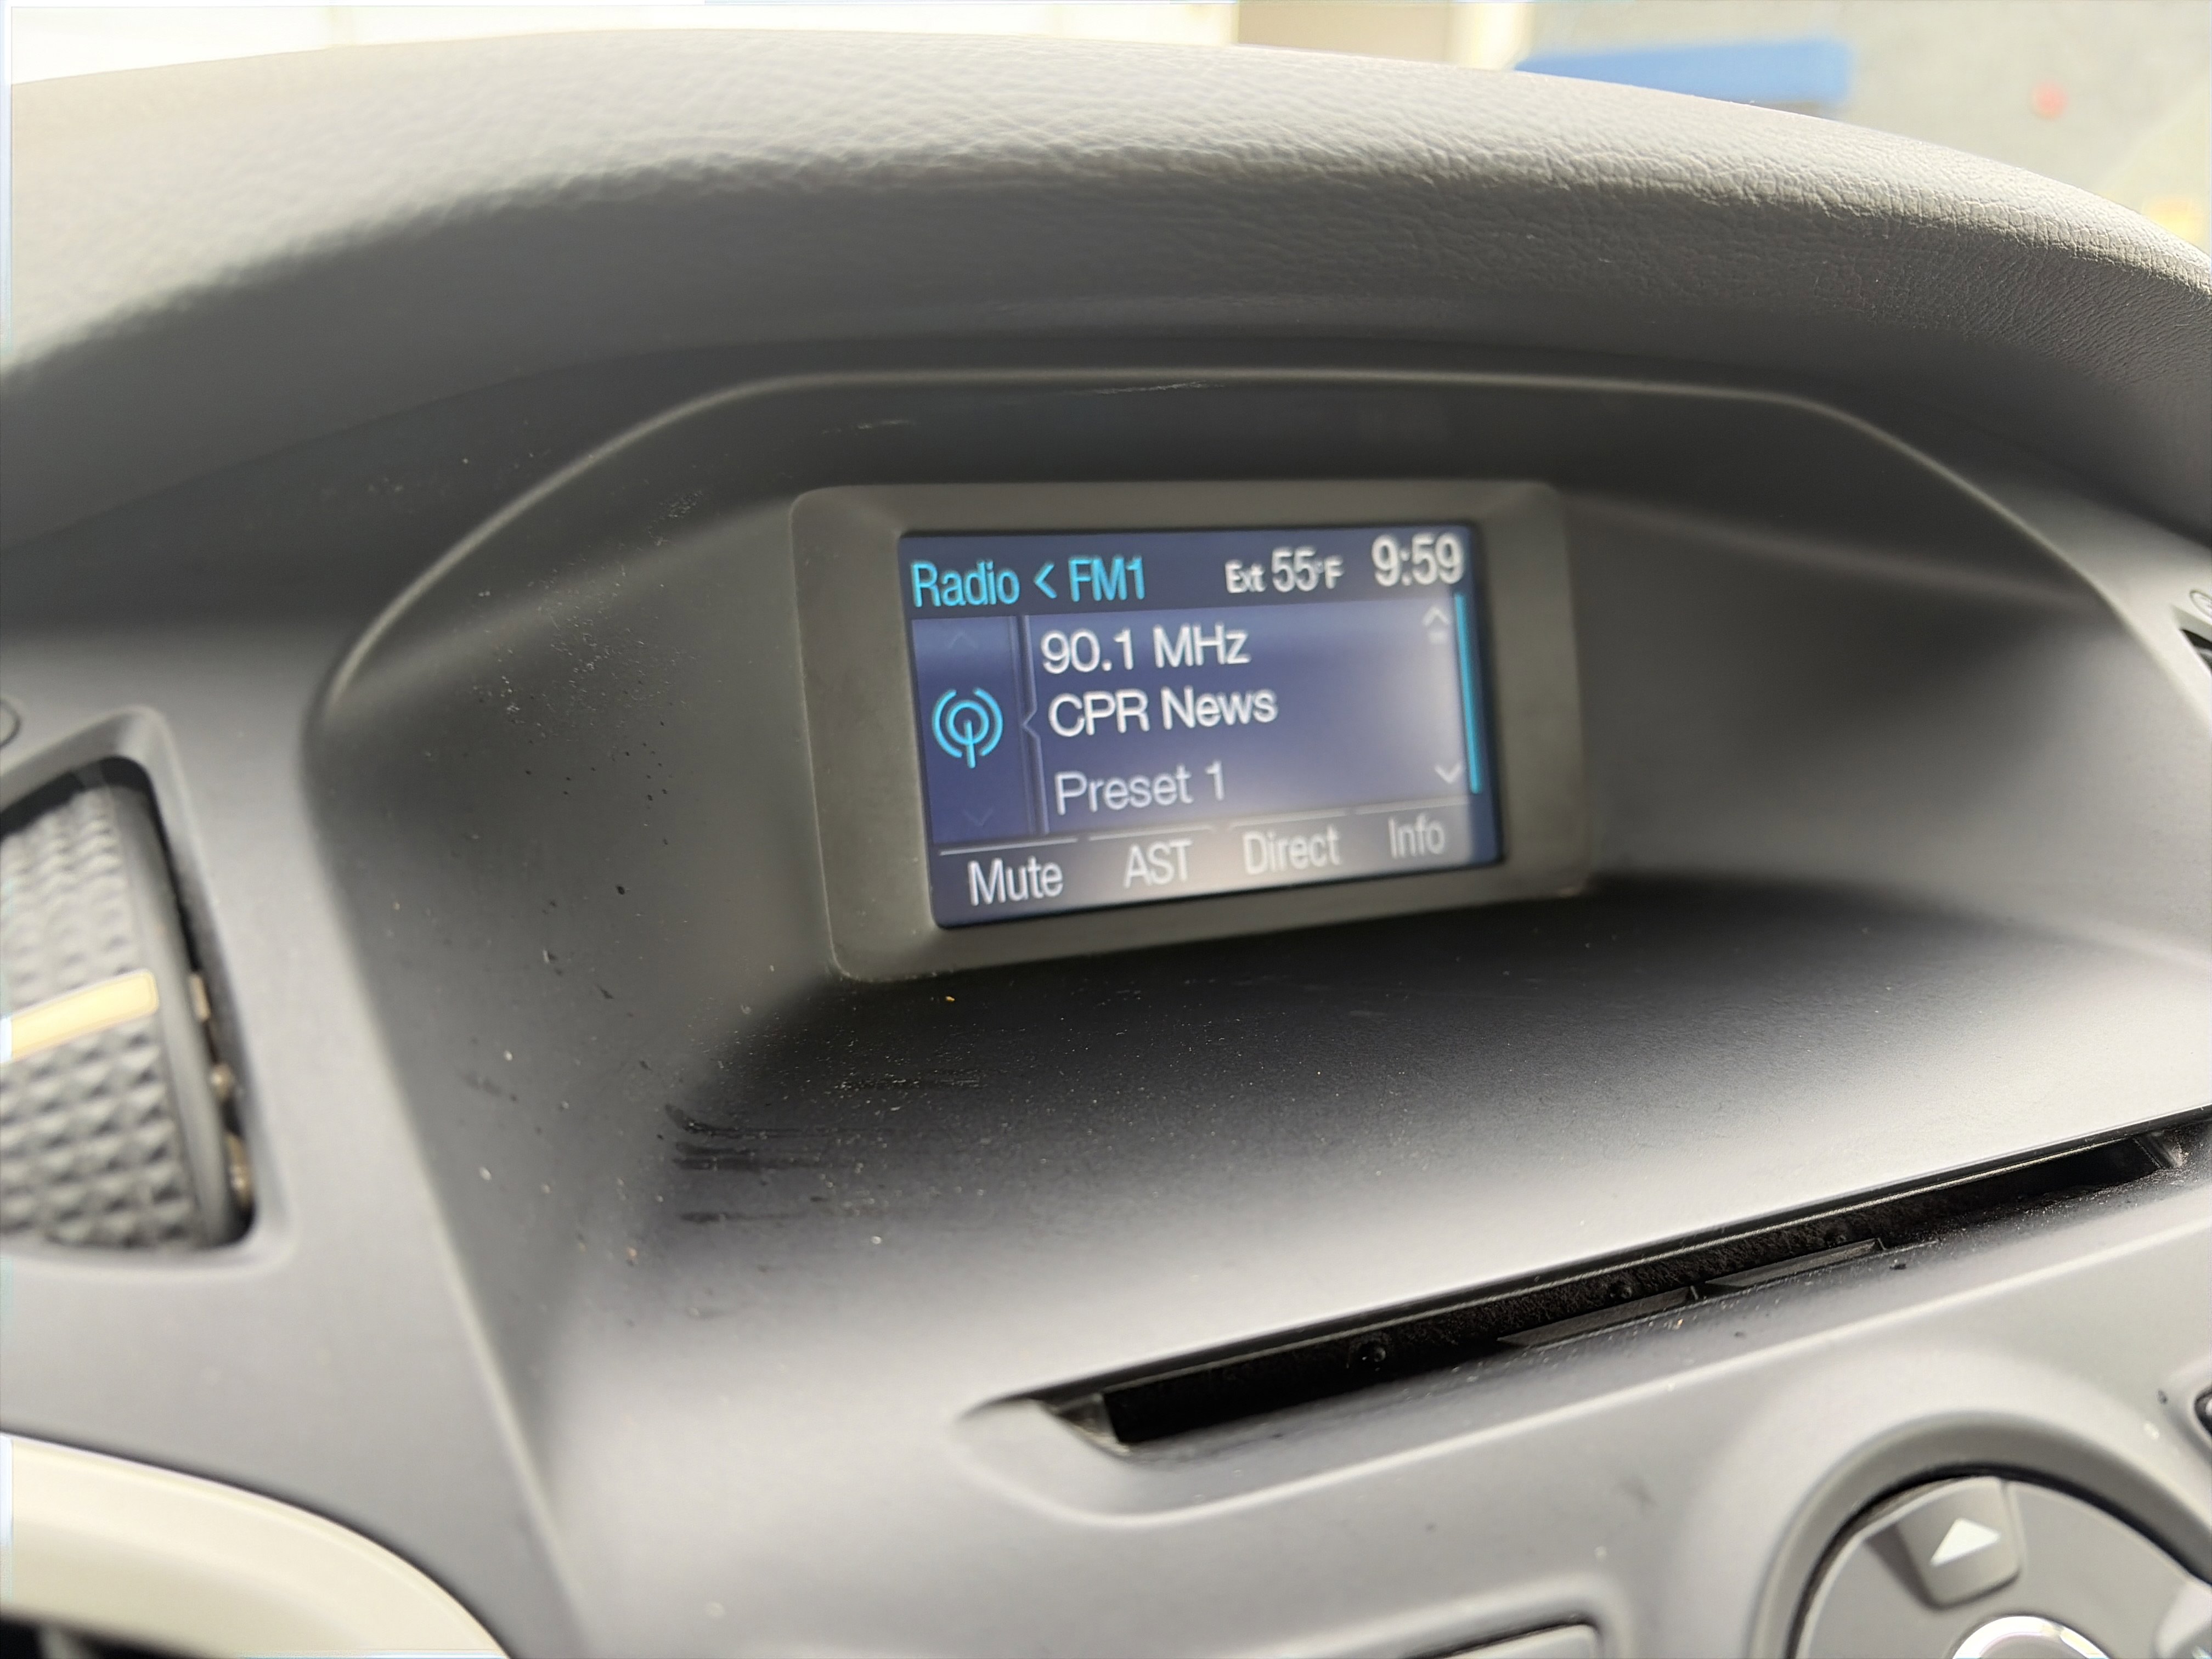 Radio < FM1 Ext 55°F 9:59
90.1 MHz
CPR News
Preset 1
Mute AST Direct Info